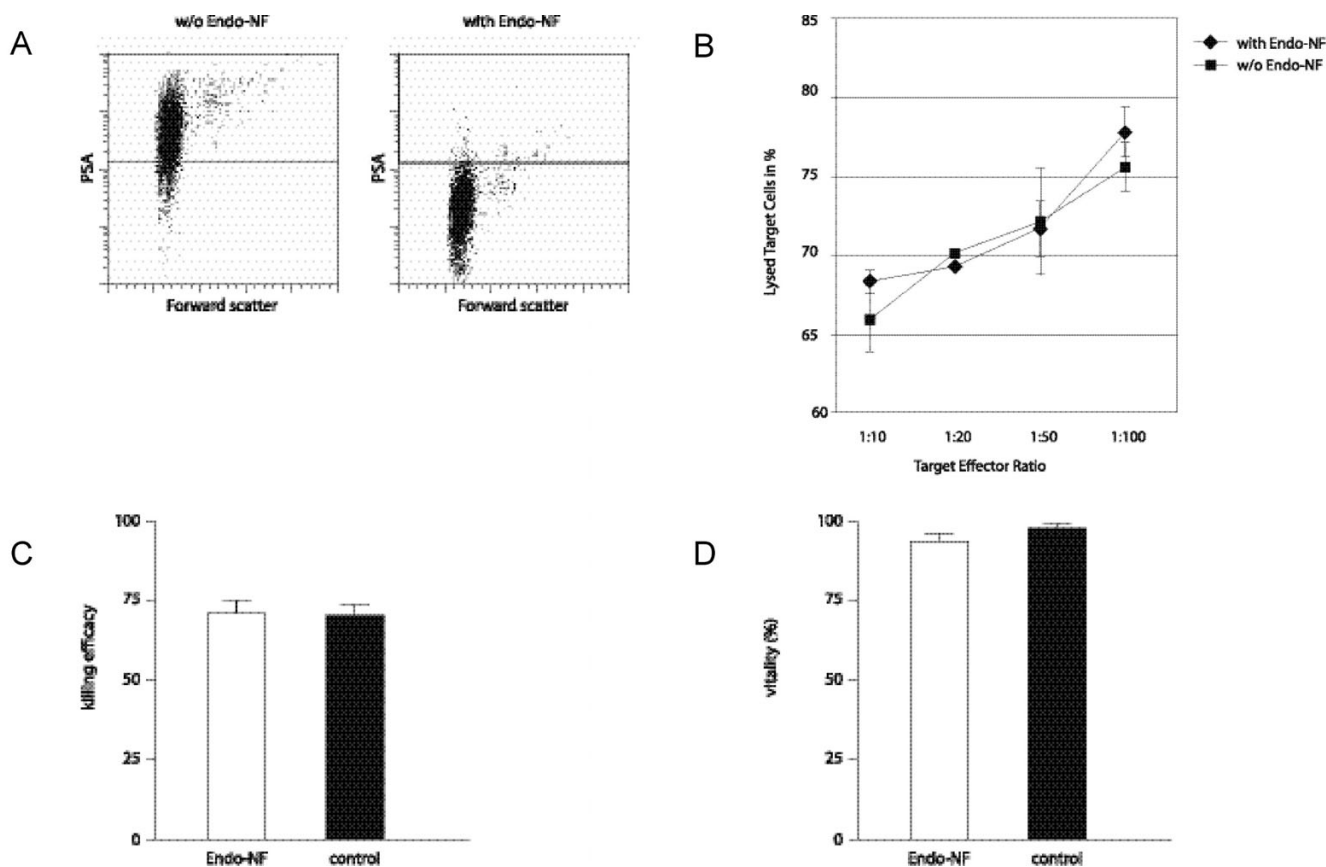 A
w/o Endo-NF
with Endo-NF
PSA
PSA
Forward scatter
Forward scatter
B
85
80
75
70
65
60
Lysed Target Cells in %
1:10 1:20 1:50 1:100
Target Effector Ratio
with Endo-NF
w/o Endo-NF
C
100
75
50
25
0
killing efficacy
Endo-NF control
D
100
75
50
25
0
vitality (%)
Endo-NF control